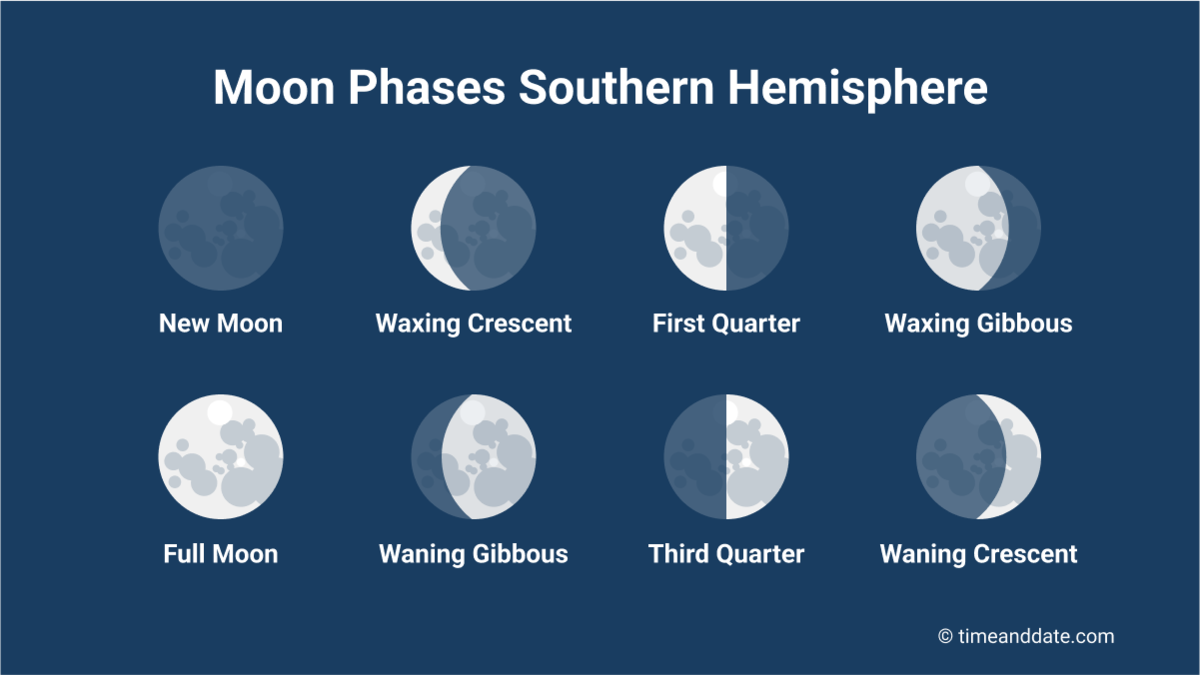 Moon Phases Southern Hemisphere
New Moon
Waxing Crescent
First Quarter
Waxing Gibbous
Full Moon
Waning Gibbous
Third Quarter
Waning Crescent
© timeanddate.com